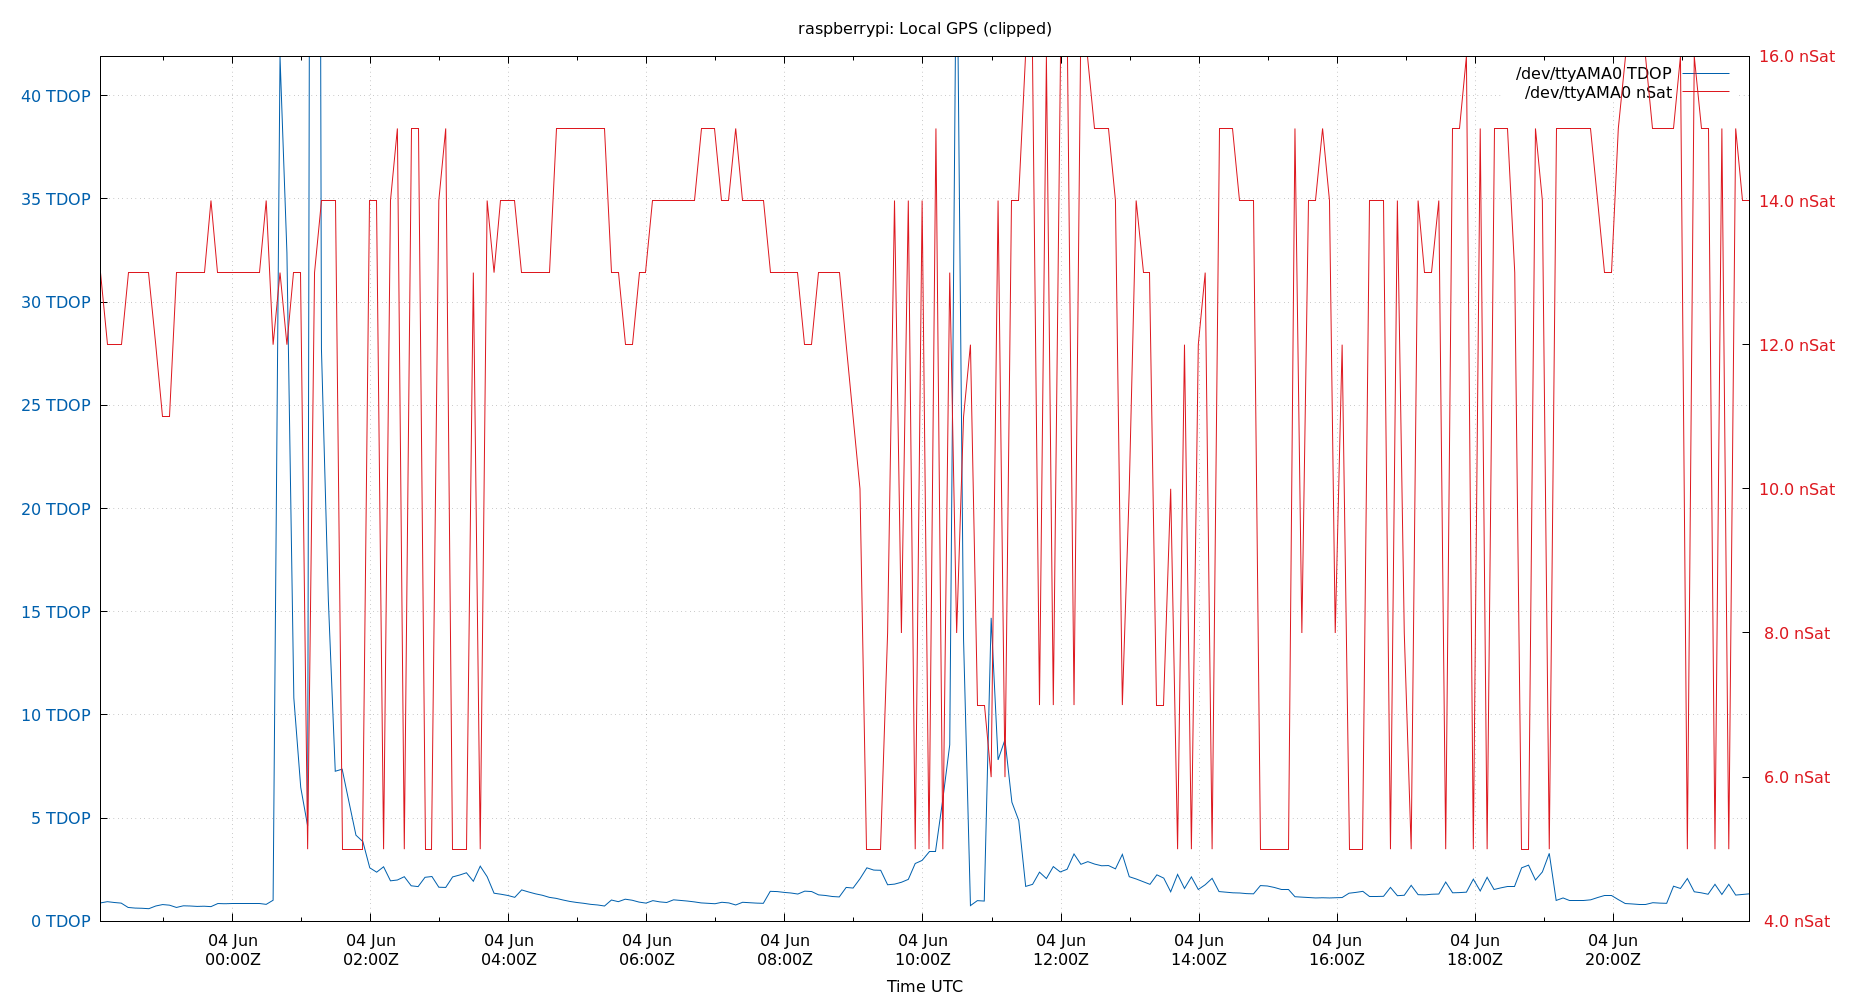 raspberrypi: Local GPS (clipped)
/dev/ttyAMA0 TDOP
/dev/ttyAMA0 nSat
40 TDOP
35 TDOP
30 TDOP
25 TDOP
20 TDOP
15 TDOP
10 TDOP
5 TDOP
0 TDOP
16.0 nSat
14.0 nSat
12.0 nSat
10.0 nSat
8.0 nSat
6.0 nSat
4.0 nSat
04 Jun 04 Jun 04 Jun 04 Jun 04 Jun 04 Jun 04 Jun 04 Jun 04 Jun 04 Jun 04 Jun
00:00Z 02:00Z 04:00Z 06:00Z 08:00Z 10:00Z 12:00Z 14:00Z 16:00Z 18:00Z 20:00Z
Time UTC